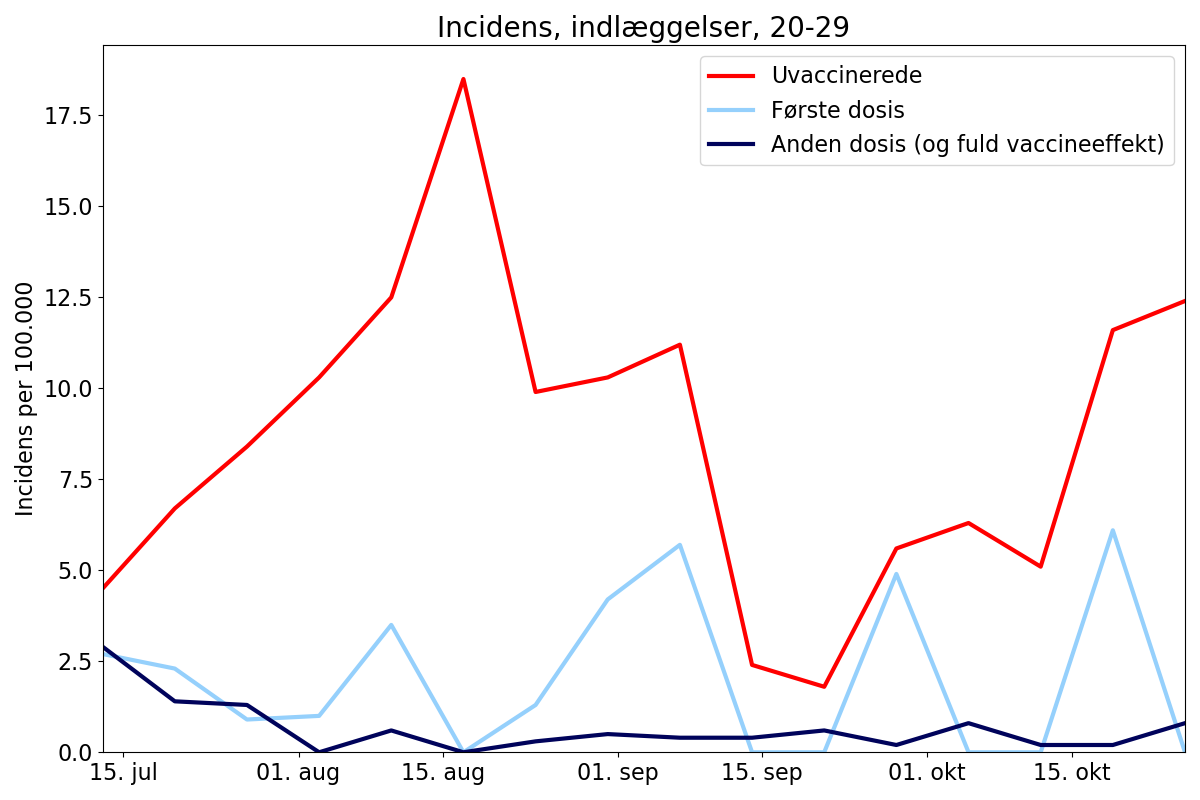 Incidens, indlæggelser, 20-29
Uvaccinerede
Første dosis
Anden dosis (og fuld vaccineeffekt)
Incidens per 100.000
17.5
15.0
12.5
10.0
7.5
5.0
2.5
0.0
15. jul 01. aug 15. aug 01. sep 15. sep 01. okt 15. okt